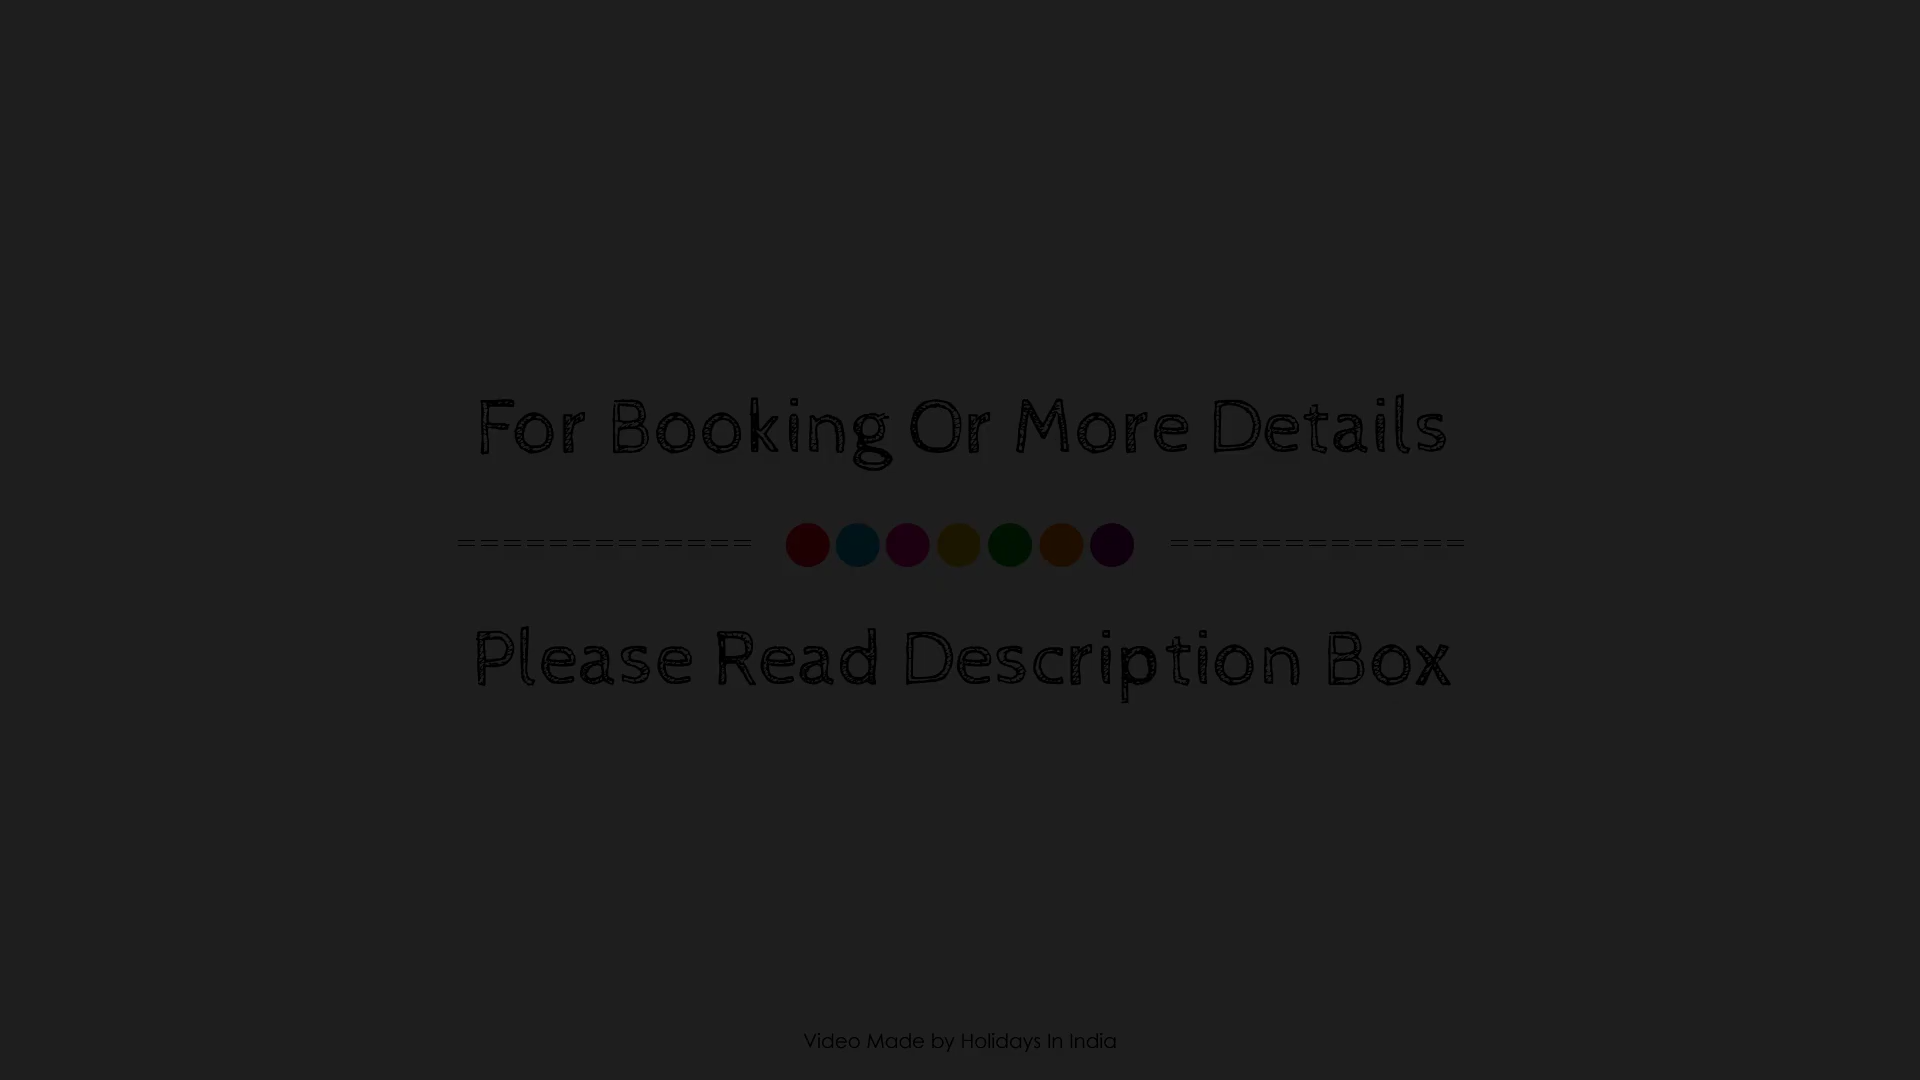 For Booking Or More Details
============= =============
Please Read Description Box
Video Made by Holidays In India